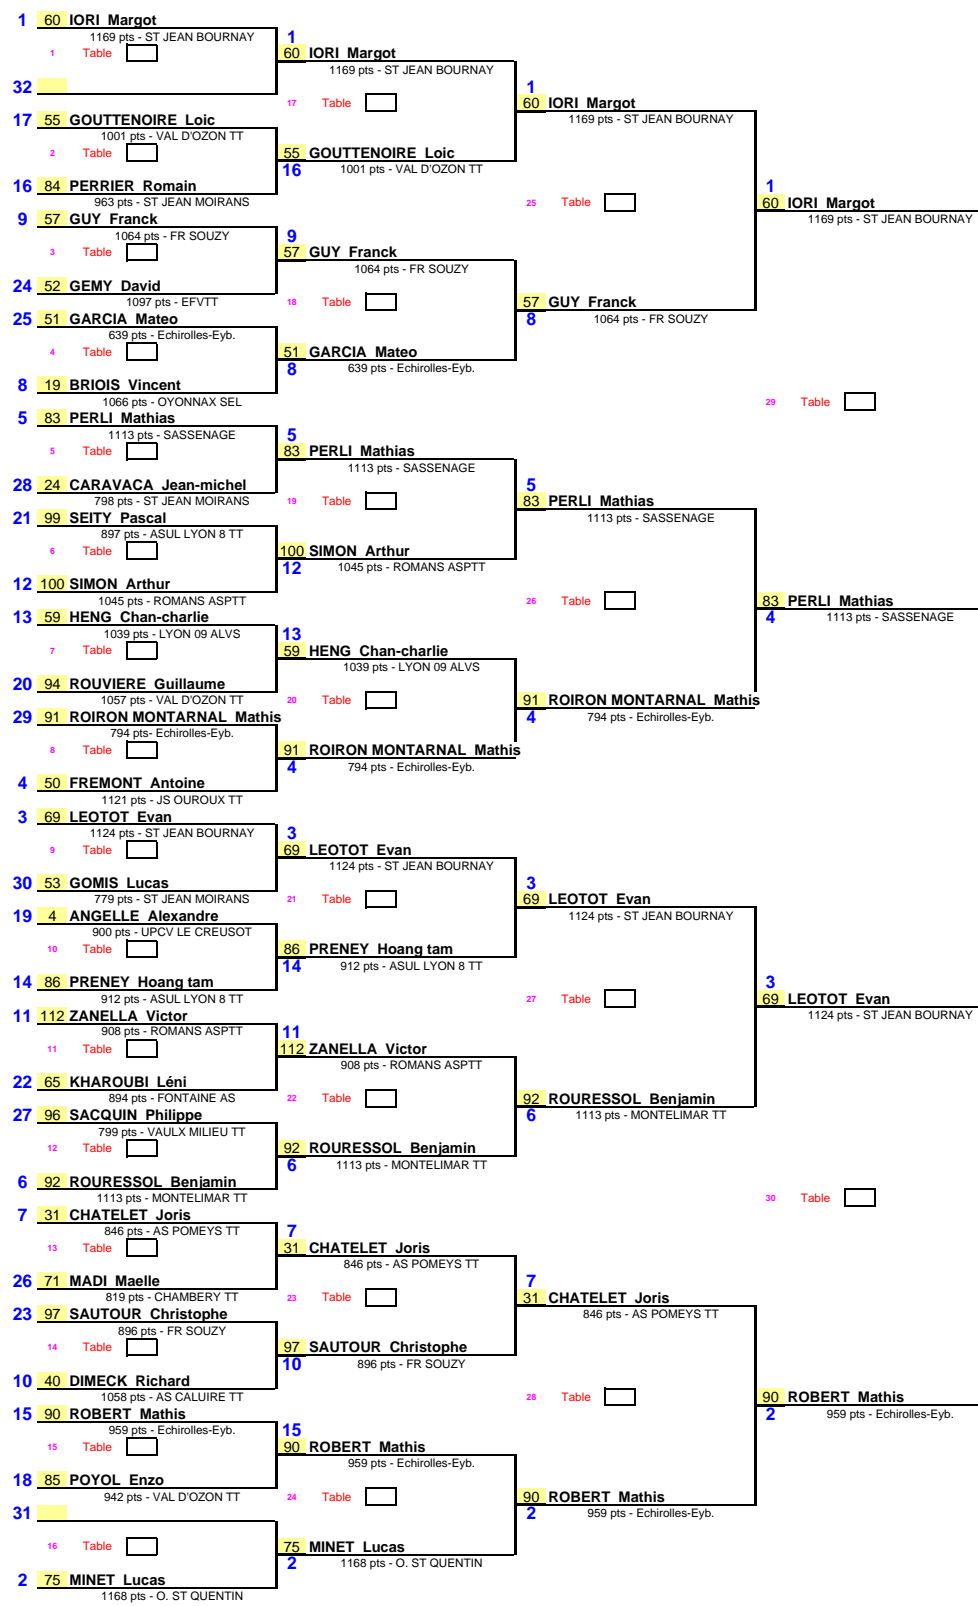 1 60 IORI Margot
1169 pts - ST JEAN BOURNAY
1 Table
32
17 55 GOUTTENOIRE Loic
1001 pts - VAL D'OZON TT
2 Table
16 84 PERRIER Romain
963 pts - ST JEAN MOIRANS
9 57 GUY Franck
1064 pts - FR SOUZY
3 Table
24 52 GEMY David
1097 pts - EFVTT
25 51 GARCIA Mateo
639 pts - Echirolles-Eyb.
4 Table
8 19 BRIOIS Vincent
1066 pts - OYONNAX SEL
5 83 PERLI Mathias
1113 pts - SASSENAGE
5 Table
28 24 CARAVACA Jean-michel
798 pts - ST JEAN MOIRANS
21 99 SEITY Pascal
897 pts - ASUL LYON 8 TT
6 Table
12 100 SIMON Arthur
1045 pts - ROMANS ASPTT
13 59 HENG Chan-charlie
1039 pts - LYON 09 ALVS
7 Table
20 94 ROUVIERE Guillaume
1057 pts - VAL D'OZON TT
29 91 ROIRON MONTARNAL Mathis
794 pts- Echirolles-Eyb.
8 Table
4 50 FREMONT Antoine
1121 pts - JS OUROUX TT
3 69 LEOTOT Evan
1124 pts - ST JEAN BOURNAY
9 Table
30 53 GOMIS Lucas
779 pts - ST JEAN MOIRANS
19 4 ANGELLE Alexandre
900 pts - UPCV LE CREUSOT
10 Table
14 86 PRENEY Hoang tam
912 pts - ASUL LYON 8 TT
11 112 ZANELLA Victor
908 pts - ROMANS ASPTT
11 Table
22 65 KHAROUBI Léni
894 pts - FONTAINE AS
27 96 SACQUIN Philippe
799 pts - VAULX MILIEU TT
12 Table
6 92 ROURESSOL Benjamin
1113 pts - MONTELIMAR TT
7 31 CHATELET Joris
846 pts - AS POMEYS TT
13 Table
26 71 MADI Maelle
819 pts - CHAMBERY TT
23 97 SAUTOUR Christophe
896 pts - FR SOUZY
14 Table
10 40 DIMECK Richard
1058 pts - AS CALUIRE TT
15 90 ROBERT Mathis
959 pts - Echirolles-Eyb.
15 Table
18 85 POYOL Enzo
942 pts - VAL D'OZON TT
31
16 Table
2 75 MINET Lucas
1168 pts - O. ST QUENTIN
1
60 IORI Margot
1169 pts - ST JEAN BOURNAY
17 Table
55 GOUTTENOIRE Loic
16 1001 pts - VAL D'OZON TT
9
57 GUY Franck
1064 pts - FR SOUZY
18 Table
51 GARCIA Mateo
8 639 pts - Echirolles-Eyb.
5
83 PERLI Mathias
1113 pts - SASSENAGE
19 Table
100 SIMON Arthur
12 1045 pts - ROMANS ASPTT
13
59 HENG Chan-charlie
1039 pts - LYON 09 ALVS
20 Table
91 ROIRON MONTARNAL Mathis
4 794 pts - Echirolles-Eyb.
3
69 LEOTOT Evan
1124 pts - ST JEAN BOURNAY
21 Table
86 PRENEY Hoang tam
14 912 pts - ASUL LYON 8 TT
11
112 ZANELLA Victor
908 pts - ROMANS ASPTT
22 Table
92 ROURESSOL Benjamin
6 1113 pts - MONTELIMAR TT
7
31 CHATELET Joris
846 pts - AS POMEYS TT
23 Table
97 SAUTOUR Christophe
10 896 pts - FR SOUZY
15
90 ROBERT Mathis
959 pts - Echirolles-Eyb.
24 Table
75 MINET Lucas
2 1168 pts - O. ST QUENTIN
1
60 IORI Margot
1169 pts - ST JEAN BOURNAY
25 Table
57 GUY Franck
8 1064 pts - FR SOUZY
5
83 PERLI Mathias
1113 pts - SASSENAGE
26 Table
91 ROIRON MONTARNAL Mathis
4 794 pts - Echirolles-Eyb.
3
69 LEOTOT Evan
1124 pts - ST JEAN BOURNAY
27 Table
92 ROURESSOL Benjamin
6 1113 pts - MONTELIMAR TT
7
31 CHATELET Joris
846 pts - AS POMEYS TT
28 Table
90 ROBERT Mathis
2 959 pts - Echirolles-Eyb.
1
60 IORI Margot
1169 pts - ST JEAN BOURNAY
29 Table
83 PERLI Mathias
4 1113 pts - SASSENAGE
3
69 LEOTOT Evan
1124 pts - ST JEAN BOURNAY
30 Table
90 ROBERT Mathis
2 959 pts - Echirolles-Eyb.